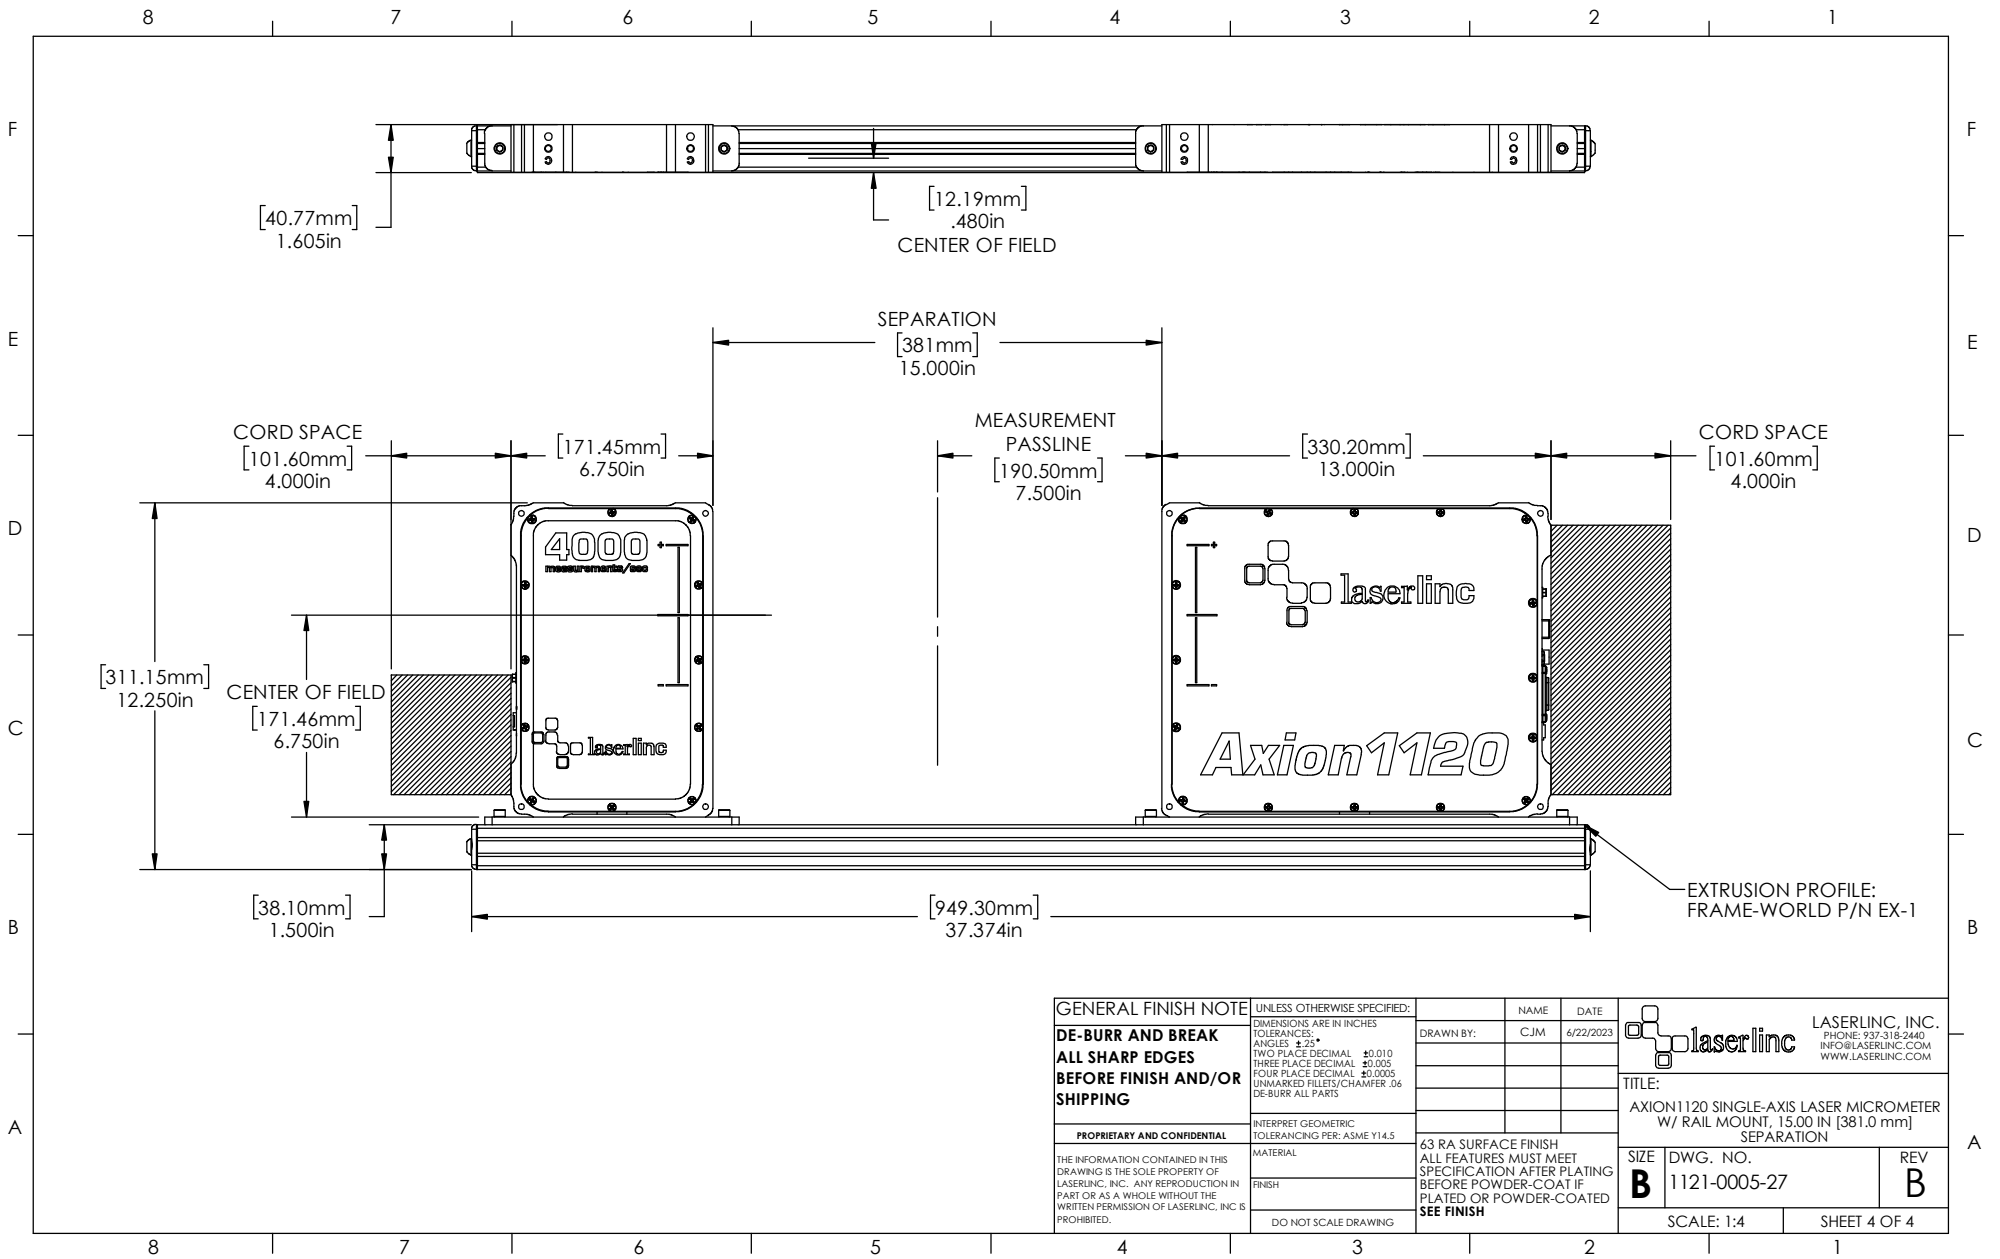 8 7 6 5 4 3 2 1
F F
[40.77mm]
1.605in
[12.19mm]
.480in
CENTER OF FIELD
E E
SEPARATION
[381mm]
15.000in
CORD SPACE
[101.60mm]
4.000in
[171.45mm]
6.750in
MEASUREMENT
PASSLINE
[190.50mm]
7.500in
[330.20mm]
13.000in
CORD SPACE
[101.60mm]
4.000in
D D
4000
measurements/sec
+
+
laserlinc
[311.15mm]
12.250in
CENTER OF FIELD
[171.46mm]
6.750in
-
-
C C
laserlinc
Axion1120
[38.10mm]
1.500in
[949.30mm]
37.374in
EXTRUSION PROFILE:
FRAME-WORLD P/N EX-1
B B
GENERAL FINISH NOTE
DE-BURR AND BREAK
ALL SHARP EDGES
BEFORE FINISH AND/OR
SHIPPING
PROPRIETARY AND CONFIDENTIAL
THE INFORMATION CONTAINED IN THIS
DRAWING IS THE SOLE PROPERTY OF
LASERLINC, INC. ANY REPRODUCTION IN
PART OR AS A WHOLE WITHOUT THE
WRITTEN PERMISSION OF LASERLINC, INC IS
PROHIBITED.
UNLESS OTHERWISE SPECIFIED:
DIMENSIONS ARE IN INCHES
TOLERANCES:
ANGLES ±.25°
TWO PLACE DECIMAL ±0.010
THREE PLACE DECIMAL ±0.005
FOUR PLACE DECIMAL ±0.0005
UNMARKED FILLETS/CHAMFER .06
DE-BURR ALL PARTS
INTERPRET GEOMETRIC
TOLERANCING PER: ASME Y14.5
MATERIAL
FINISH
DO NOT SCALE DRAWING
NAME DATE
DRAWN BY: CJM 6/22/2023
63 RA SURFACE FINISH
ALL FEATURES MUST MEET
SPECIFICATION AFTER PLATING
BEFORE POWDER-COAT IF
PLATED OR POWDER-COATED
SEE FINISH
laserlinc
LASERLINC, INC.
PHONE: 937-318-2440
INFO@LASERLINC.COM
WWW.LASERLINC.COM
TITLE:
AXION1120 SINGLE-AXIS LASER MICROMETER
W/ RAIL MOUNT, 15.00 IN [381.0 mm]
SEPARATION
SIZE
B
DWG. NO.
1121-0005-27
REV
B
SCALE: 1:4
SHEET 4 OF 4
A A
8 7 6 5 4 3 2 1